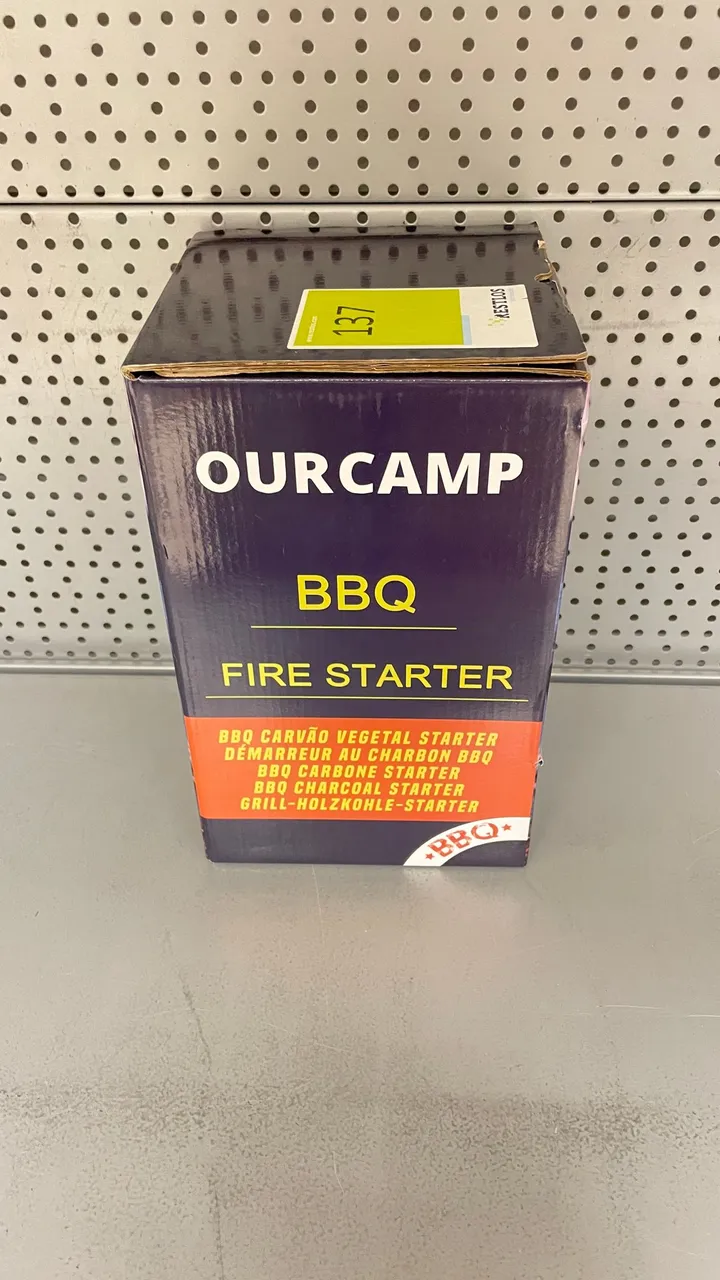 137
RESTLOS
OURCAMP
BBQ
FIRE STARTER
BBQ CARVÃO VEGETAL STARTER
DÉMARREUR AU CHARBON BBQ
BBQ CARBONE STARTER
BBQ CHARCOAL STARTER
GRILL-HOLZKOHLE-STARTER
BBQ